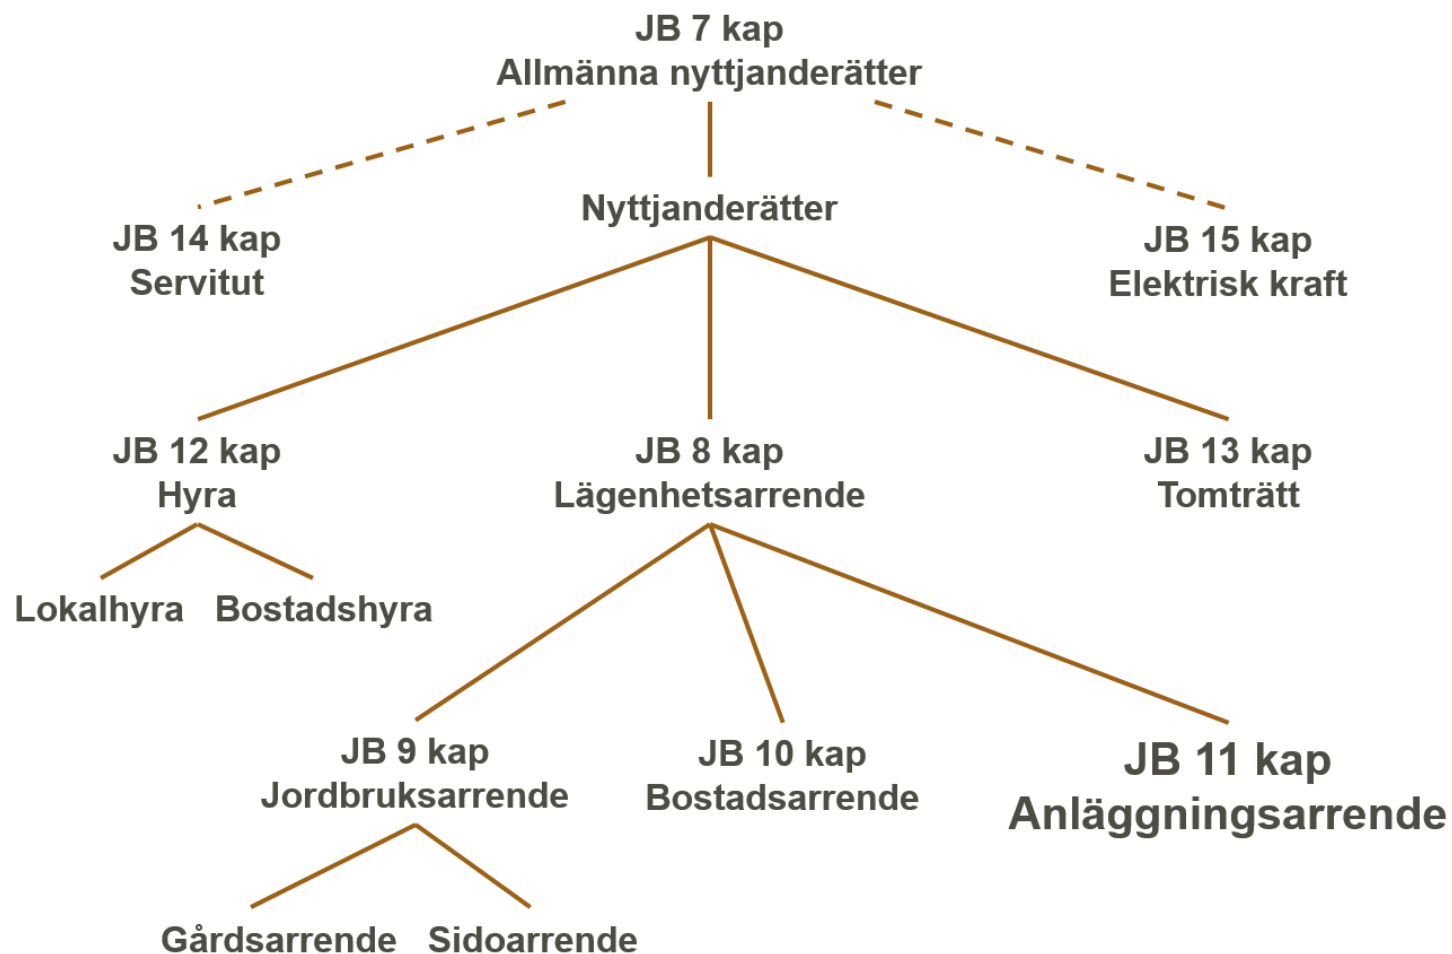 JB 7 kap
Allmänna nyttjanderätter
Nyttjanderätter
JB 14 kap
Servitut
JB 15 kap
Elektrisk kraft
JB 12 kap
Hyra
JB 8 kap
Lägenhetsarrende
JB 13 kap
Tomträtt
Lokalhyra
Bostadshyra
JB 9 kap
Jordbruksarrende
JB 10 kap
Bostadsarrende
JB 11 kap
Anläggningsarrende
Gårdsarrende
Sidoarrende